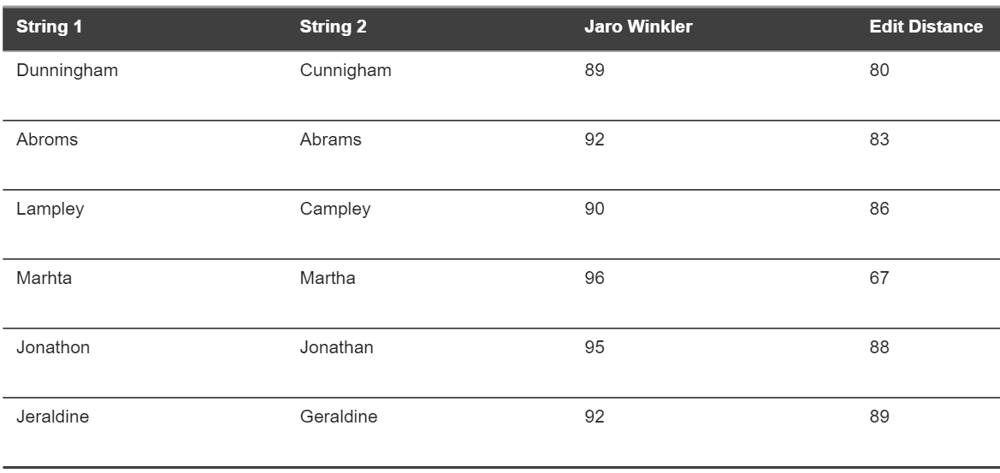 String 1 String 2 Jaro Winkler Edit Distance
Dunningham Cunnigham 89 80
Abroms Abrams 92 83
Lampley Campley 90 86
Marhta Martha 96 67
Jonathon Jonathan 95 88
Jeraldine Geraldine 92 89